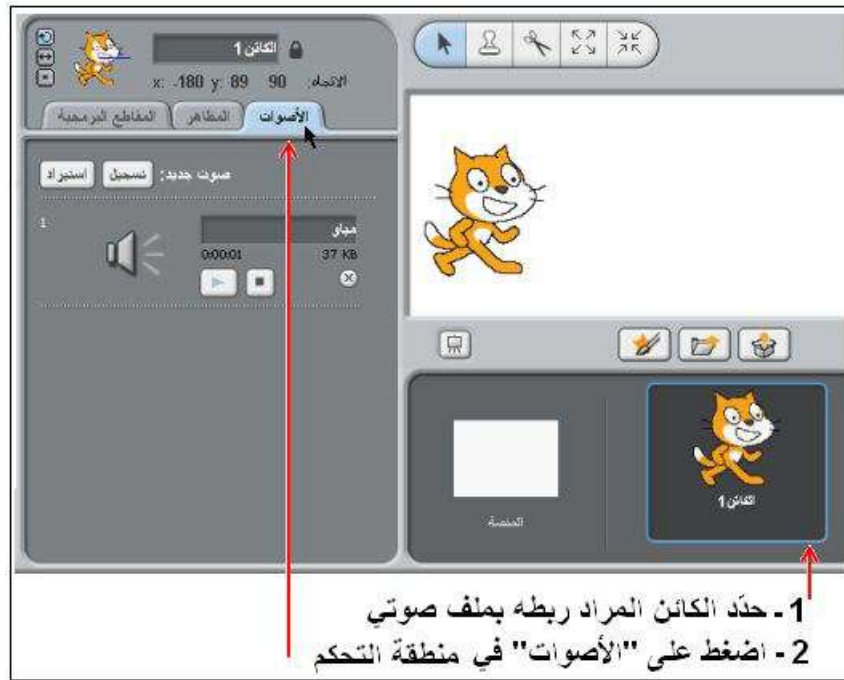 الكائن 1
x: -180 y: 89 90 الاتجاه:
الأصوات المظاهر المقاطع البرمجية
صوت جديد: تسجيل استيراد
1
مياو
0:00:01 37 KB
الكائن 1
المنصة
1 - حدّد الكائن المراد ربطه بملف صوتي
2 - اضغط على "الأصوات" في منطقة التحكم